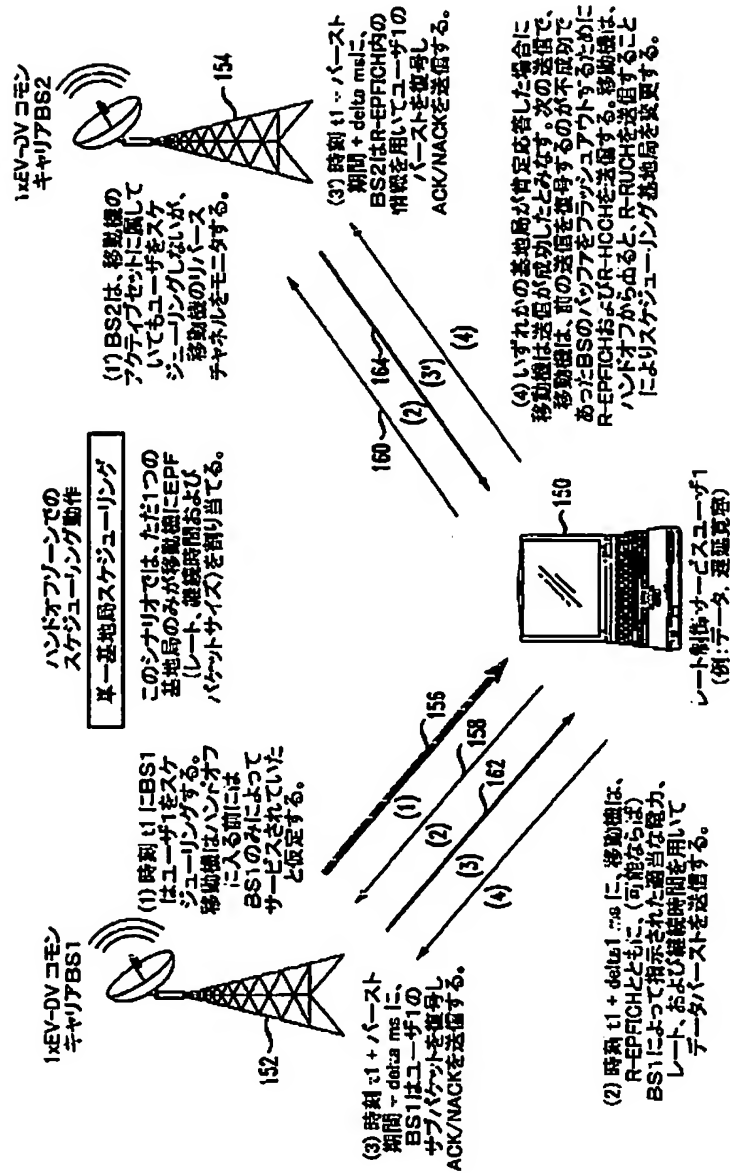 ハンドオフゾーンでの
スケジューリング動作
単一基地局スケジューリング
このシナリオでは、ただ1つの
基地局のみが移動機にEPF
(レート、継続時間および
パケットサイズ)を割り当てる。
1xEV-DV コモン
キャリアBS1
152
(1) 時刻 t1 にBS1
はユーザ1をスケ
ジューリングする。
移動機はハンドオフ
に入る前には
BS1のみによって
サービスされていた
と仮定する。
1xEV-DV コモン
キャリアBS2
154
(1') BS2は、移動機の
アクティブセットに属して
いてもユーザをスケ
ジューリングしないが、
移動機のリバース
チャネルをモニタする。
(3) 時刻 t1 + バースト
期間 + delta ms に、
BS1はユーザ1の
サブパケットを復号し
ACK/NACKを送信する。
(1)
156
(2)
158
(3)
162
(4)
160
(2)
164
(3')
(4)
(3') 時刻 t1 + バースト
期間 + delta msに、
BS2はR-EPFICH内の
情報を用いてユーザ1の
バーストを復号し
ACK/NACKを送信する。
150
レート制御サービスユーザ1
(例:データ, 遅延寛容)
(2) 時刻 t1 + delta1 ms に、移動機は、
R-EPFICHとともに、(可能ならば)
BS1によって指示された適当な電力、
レート、および継続時間を用いて
データバーストを送信する。
(4) いずれかの基地局が肯定応答した場合に
移動機は送信が成功したとみなす。次の送信で、
移動機は、前の送信を復号するのが不成功で
あったBSのバッファをフラッシュアウトするために
R-EPFICHおよびR-HCCHを送信する。移動機は、
ハンドオフから出ると、R-RUCHを送信すること
によりスケジューリング基地局を変更する。